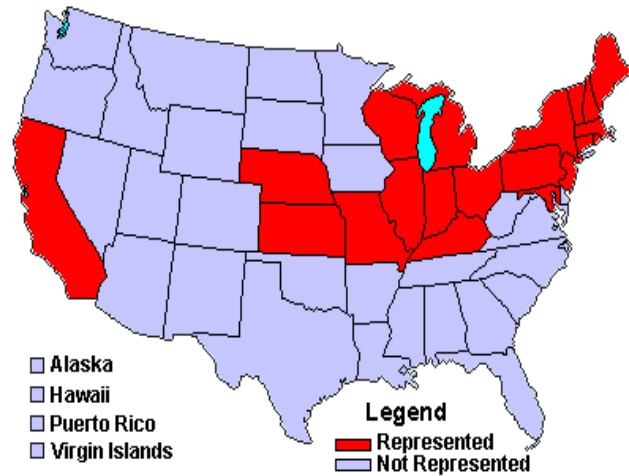 Alaska
Hawaii
Puerto Rico
Virgin Islands
Legend
Represented
Not Represented